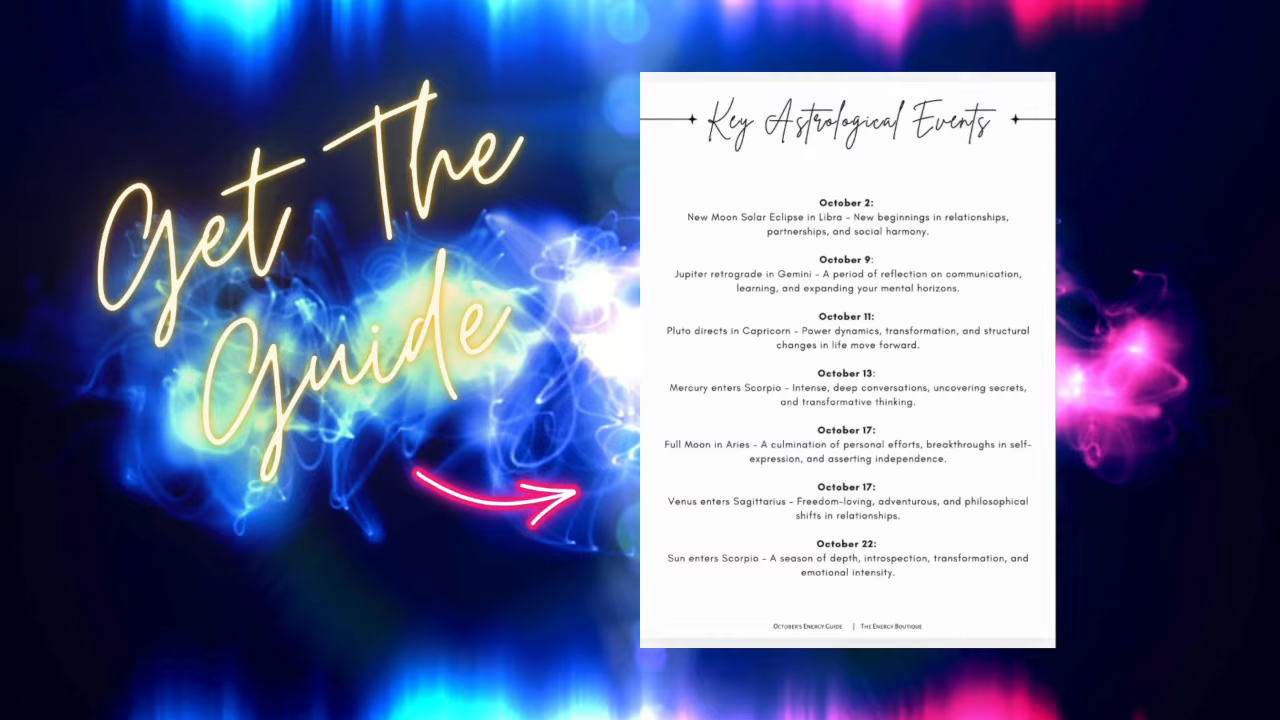 Get The
Guide
Key Astrological Events
October 2:
New Moon Solar Eclipse in Libra - New beginnings in relationships,
partnerships, and social harmony.
October 9:
Jupiter retrograde in Gemini - A period of reflection on communication,
learning, and expanding your mental horizons.
October 11:
Pluto directs in Capricorn - Power dynamics, transformation, and structural
changes in life move forward.
October 13:
Mercury enters Scorpio - Intense, deep conversations, uncovering secrets,
and transformative thinking.
October 17:
Full Moon in Aries - A culmination of personal efforts, breakthroughs in self-
expression, and asserting independence.
October 17:
Venus enters Sagittarius - Freedom-loving, adventurous, and philosophical
shifts in relationships.
October 22:
Sun enters Scorpio - A season of depth, introspection, transformation, and
emotional intensity.
October's Energy Guide | The Energy Boutique